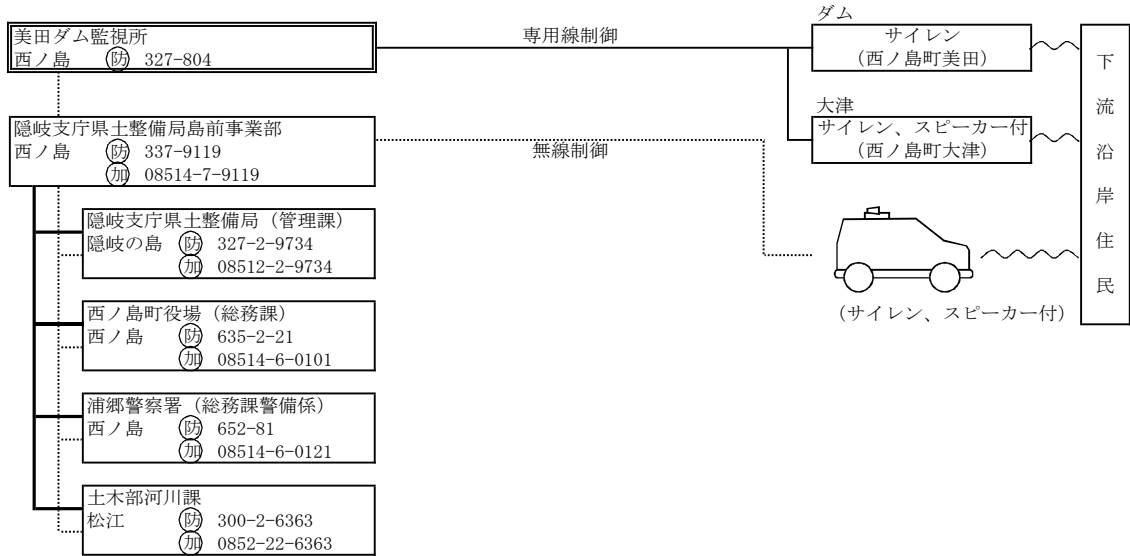 美田ダム監視所
西ノ島 防 327-804
専用線制御
ダム
サイレン
(西ノ島町美田)
大津
サイレン、スピーカー付
(西ノ島町大津)
下流沿岸住民
隠岐支庁県土整備局島前事業部
西ノ島 防 337-9119
加 08514-7-9119
無線制御
(サイレン、スピーカー付)
隠岐支庁県土整備局(管理課)
隠岐の島 防 327-2-9734
加 08512-2-9734
西ノ島町役場(総務課)
西ノ島 防 635-2-21
加 08514-6-0101
浦郷警察署(総務課警備係)
西ノ島 防 652-81
加 08514-6-0121
土木部河川課
松江 防 300-2-6363
加 0852-22-6363